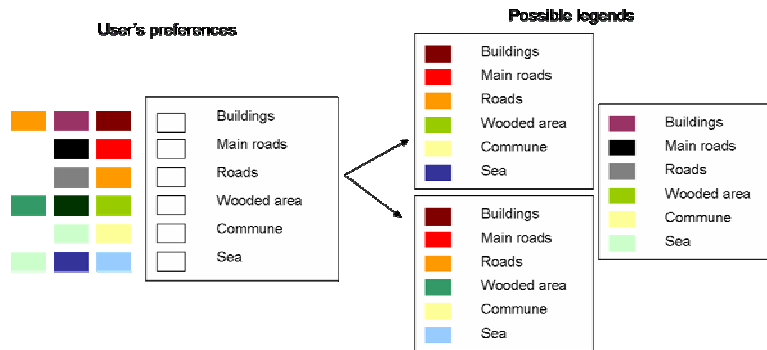 Possible legends
User's preferences
Buildings
Main roads
Roads
Wooded area
Commune
Sea
Buildings
Main roads
Roads
Wooded area
Commune
Sea
Buildings
Main roads
Roads
Wooded area
Commune
Sea
Buildings
Main roads
Roads
Wooded area
Commune
Sea